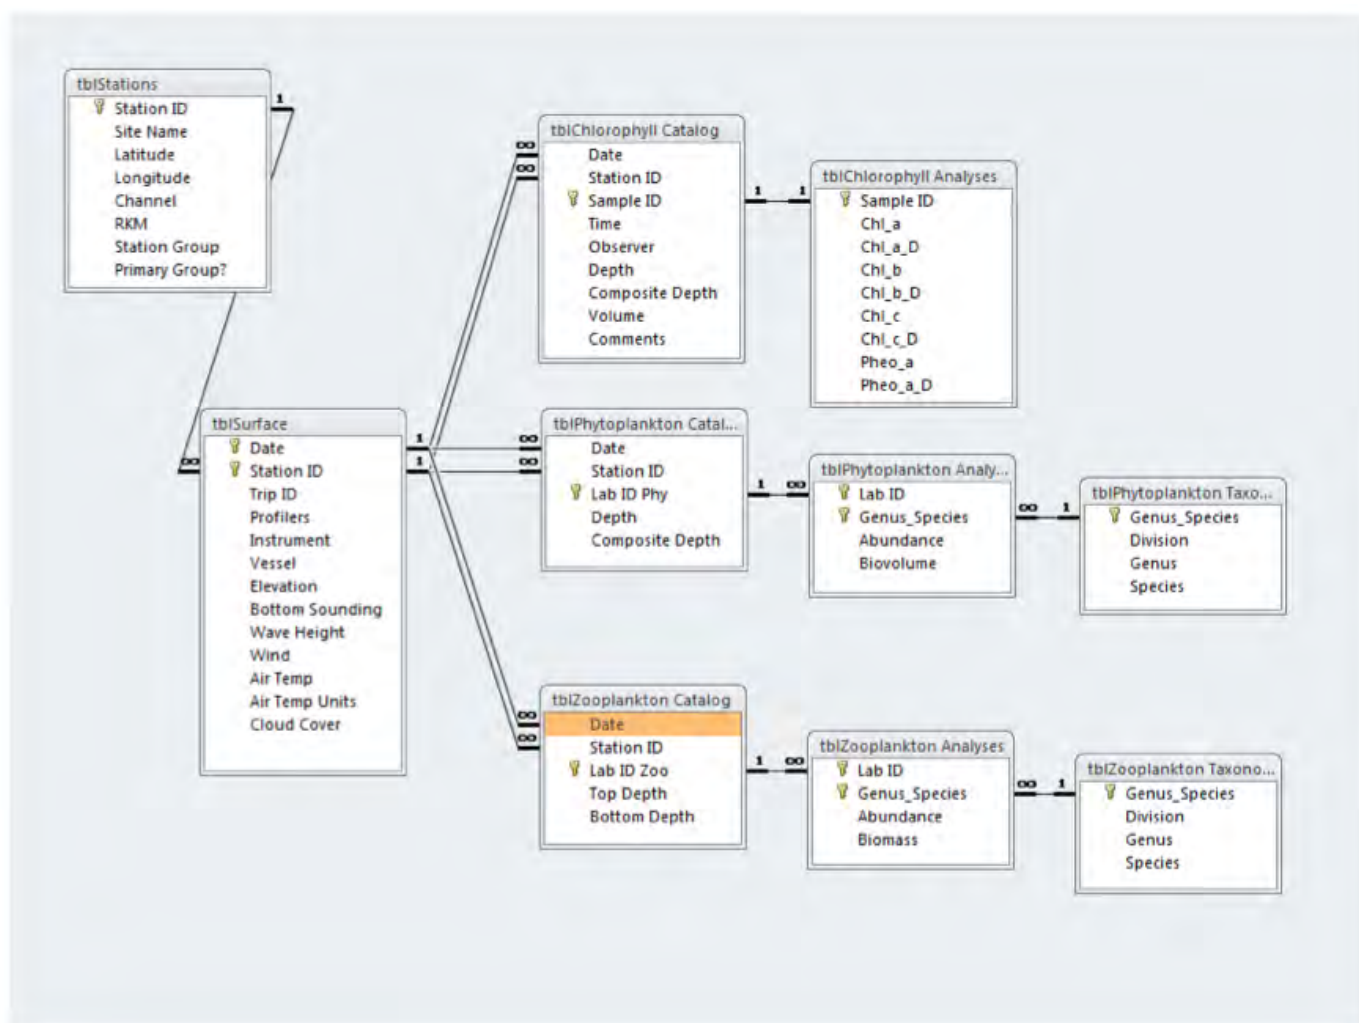 tblStations
Station ID
Site Name
Latitude
Longitude
Channel
RKM
Station Group
Primary Group?
1
∞
tblSurface
Date
Station ID
Trip ID
Profilers
Instrument
Vessel
Elevation
Bottom Sounding
Wave Height
Wind
Air Temp
Air Temp Units
Cloud Cover
1
1
∞
∞
tblChlorophyll Catalog
Date
Station ID
Sample ID
Time
Observer
Depth
Composite Depth
Volume
Comments
1
1
tblChlorophyll Analyses
Sample ID
Chl_a
Chl_a_D
Chl_b
Chl_b_D
Chl_c
Chl_c_D
Pheo_a
Pheo_a_D
∞
∞
tblPhytoplankton Catal...
Date
Station ID
Lab ID Phy
Depth
Composite Depth
1
∞
tblPhytoplankton Analy...
Lab ID
Genus_Species
Abundance
Biovolume
∞
1
tblPhytoplankton Taxo...
Genus_Species
Division
Genus
Species
∞
∞
tblZooplankton Catalog
Date
Station ID
Lab ID Zoo
Top Depth
Bottom Depth
1
∞
tblZooplankton Analyses
Lab ID
Genus_Species
Abundance
Biomass
∞
1
tblZooplankton Taxono...
Genus_Species
Division
Genus
Species